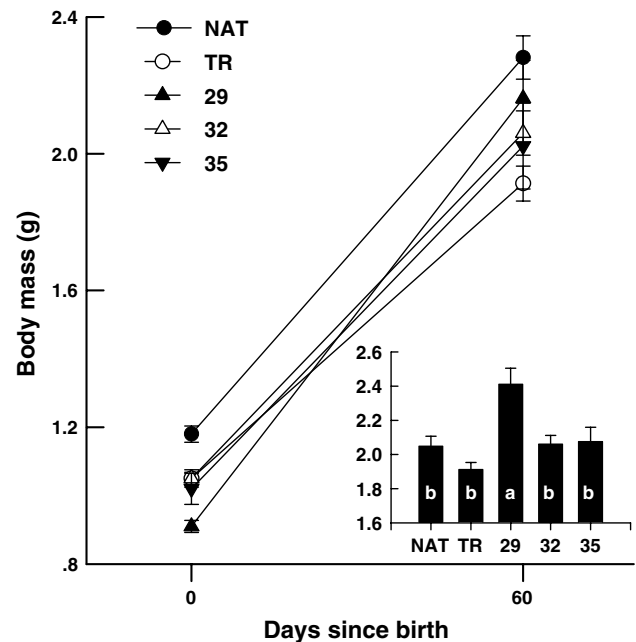 2.4
2.0
1.6
1.2
.8
Body mass (g)
NAT
TR
29
32
35
2.6
2.4
2.2
2.0
1.8
1.6
b b a b b
NAT TR 29 32 35
0 60
Days since birth